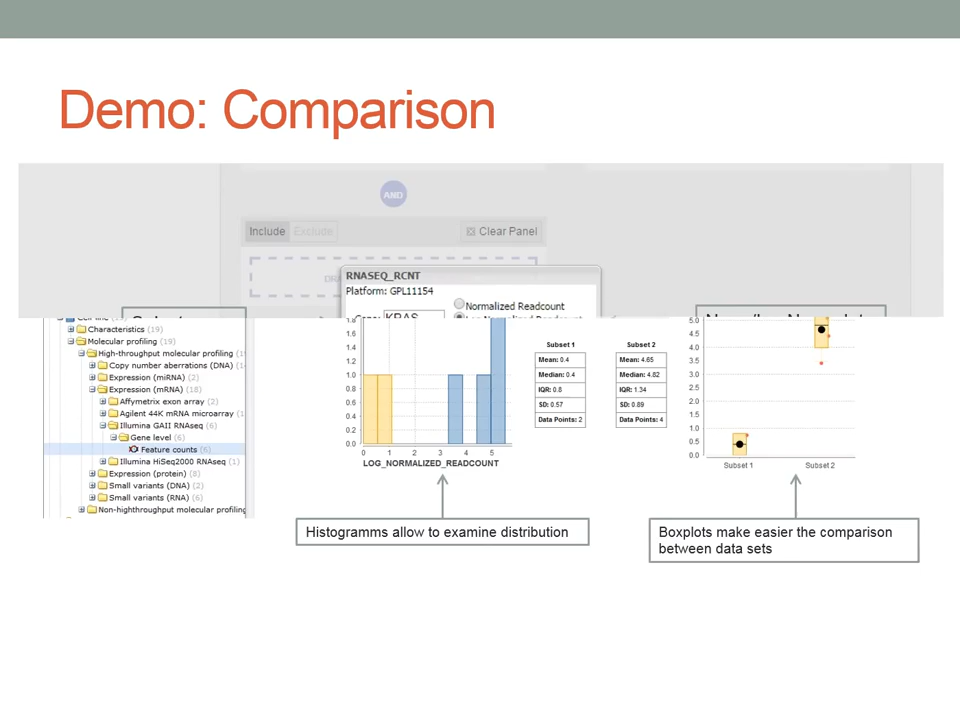 Demo: Comparison
AND
Include Exclude
Clear Panel
RNASEQ_RCNT
Platform: GPL11154
Normalized Readcount
KRAS
Characteristics (19)
Molecular profiling (19)
High-throughput molecular profiling
Copy number aberrations (DNA)
Expression (miRNA) (2)
Expression (mRNA) (18)
Affymetrix exon array (2)
Agilent 44K mRNA microarray
Illumina GAII RNAseq (6)
Gene level (6)
Feature counts (6)
Illumina HiSeq2000 RNAseq (1)
Expression (protein) (8)
Small variants (DNA) (2)
Small variants (RNA) (6)
Non-highthroughput molecular profiling
1.8
1.6
1.4
1.2
1.0
0.8
0.6
0.4
0.2
0.0
0 1 2 3 4 5
LOG_NORMALIZED_READCOUNT
Subset 1
Mean: 0.4
Median: 0.4
IQR: 0.8
SD: 0.57
Data Points: 2
Subset 2
Mean: 4.65
Median: 4.82
IQR: 1.34
SD: 0.89
Data Points: 4
5.0
4.5
4.0
3.5
3.0
2.5
2.0
1.5
1.0
0.5
0.0
Subset 1 Subset 2
Histogramms allow to examine distribution
Boxplots make easier the comparison
between data sets